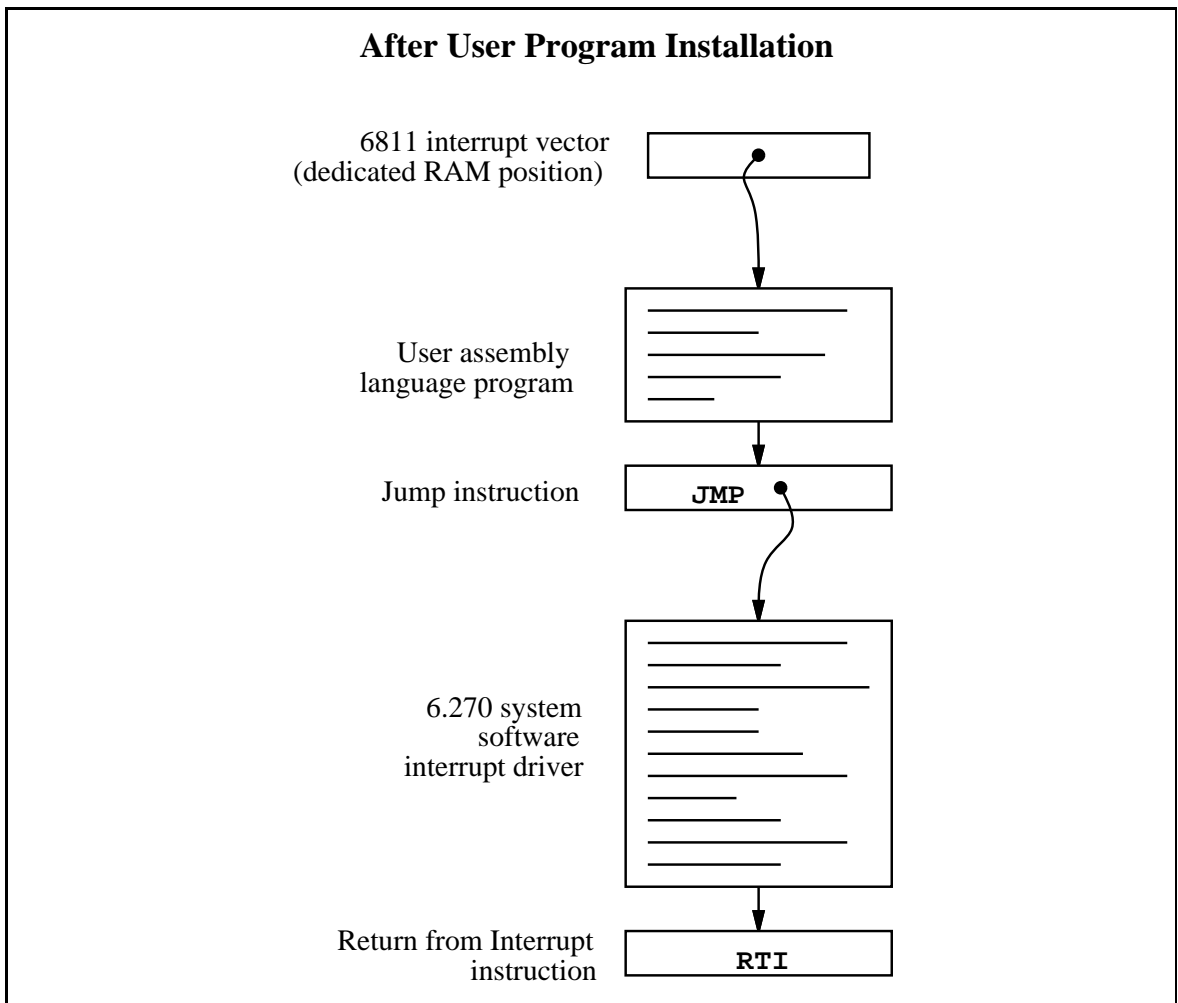 After User Program Installation
6811 interrupt vector
(dedicated RAM position)
User assembly
language program
Jump instruction
JMP
6.270 system
software
interrupt driver
Return from Interrupt
instruction
RTI